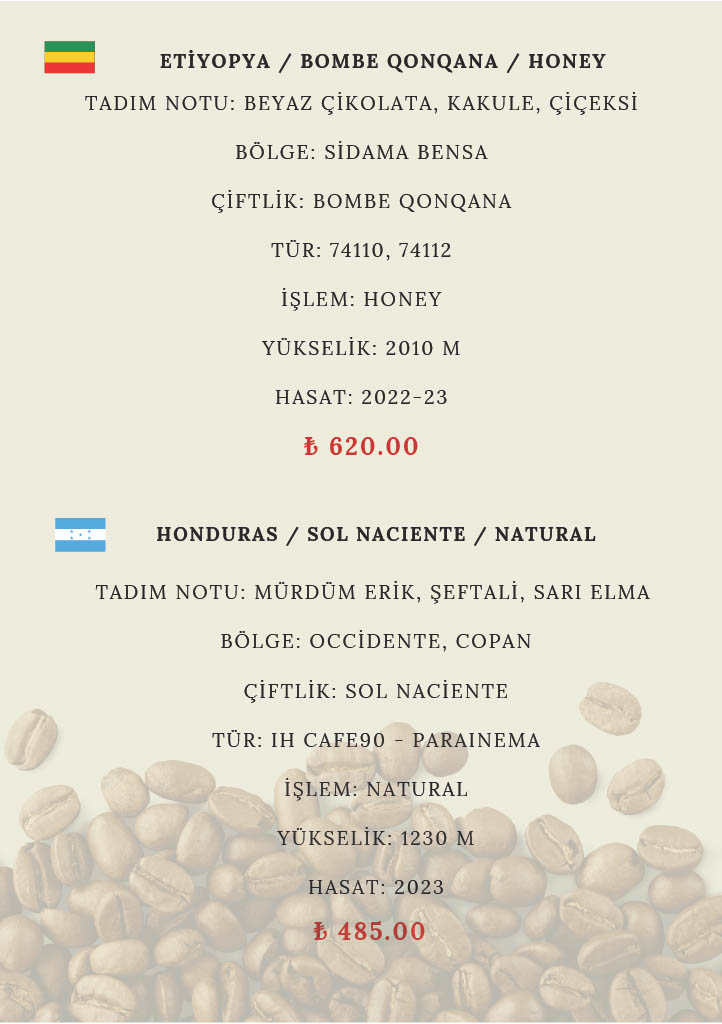 ETİYOPYA / BOMBE QONQANA / HONEY
TADIM NOTU: BEYAZ ÇİKOLATA, KAKULE, ÇİÇEKSİ
BÖLGE: SİDAMA BENSA
ÇİFTLİK: BOMBE QONQANA
TÜR: 74110, 74112
İŞLEM: HONEY
YÜKSELİK: 2010 M
HASAT: 2022-23
₺ 620.00
HONDURAS / SOL NACIENTE / NATURAL
TADIM NOTU: MÜRDÜM ERİK, ŞEFTALİ, SARI ELMA
BÖLGE: OCCİDENTE, COPAN
ÇİFTLİK: SOL NACİENTE
TÜR: IH CAFE90 - PARAINEMA
İŞLEM: NATURAL
YÜKSELİK: 1230 M
HASAT: 2023
₺ 485.00